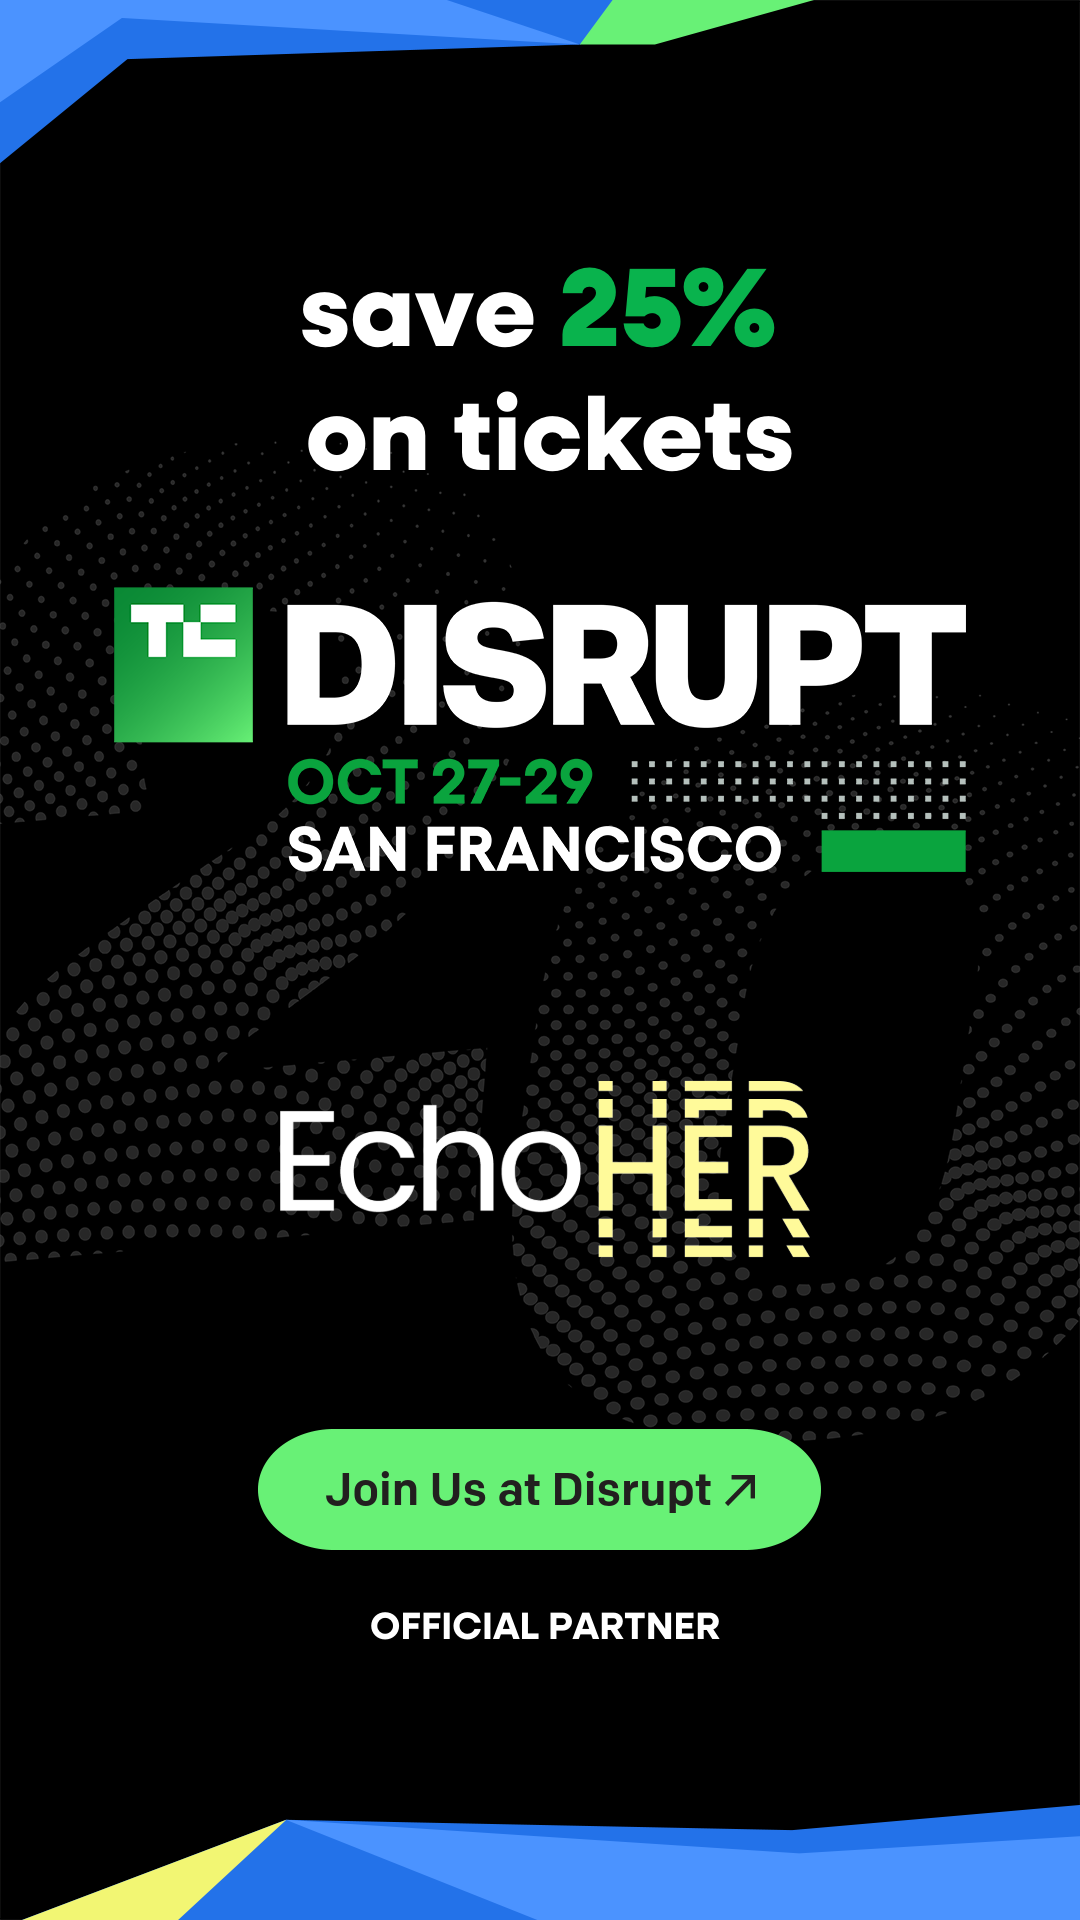 save 25%
on tickets
TC DISRUPT
OCT 27-29
SAN FRANCISCO
EchoHER
Join Us at Disrupt ↗
OFFICIAL PARTNER